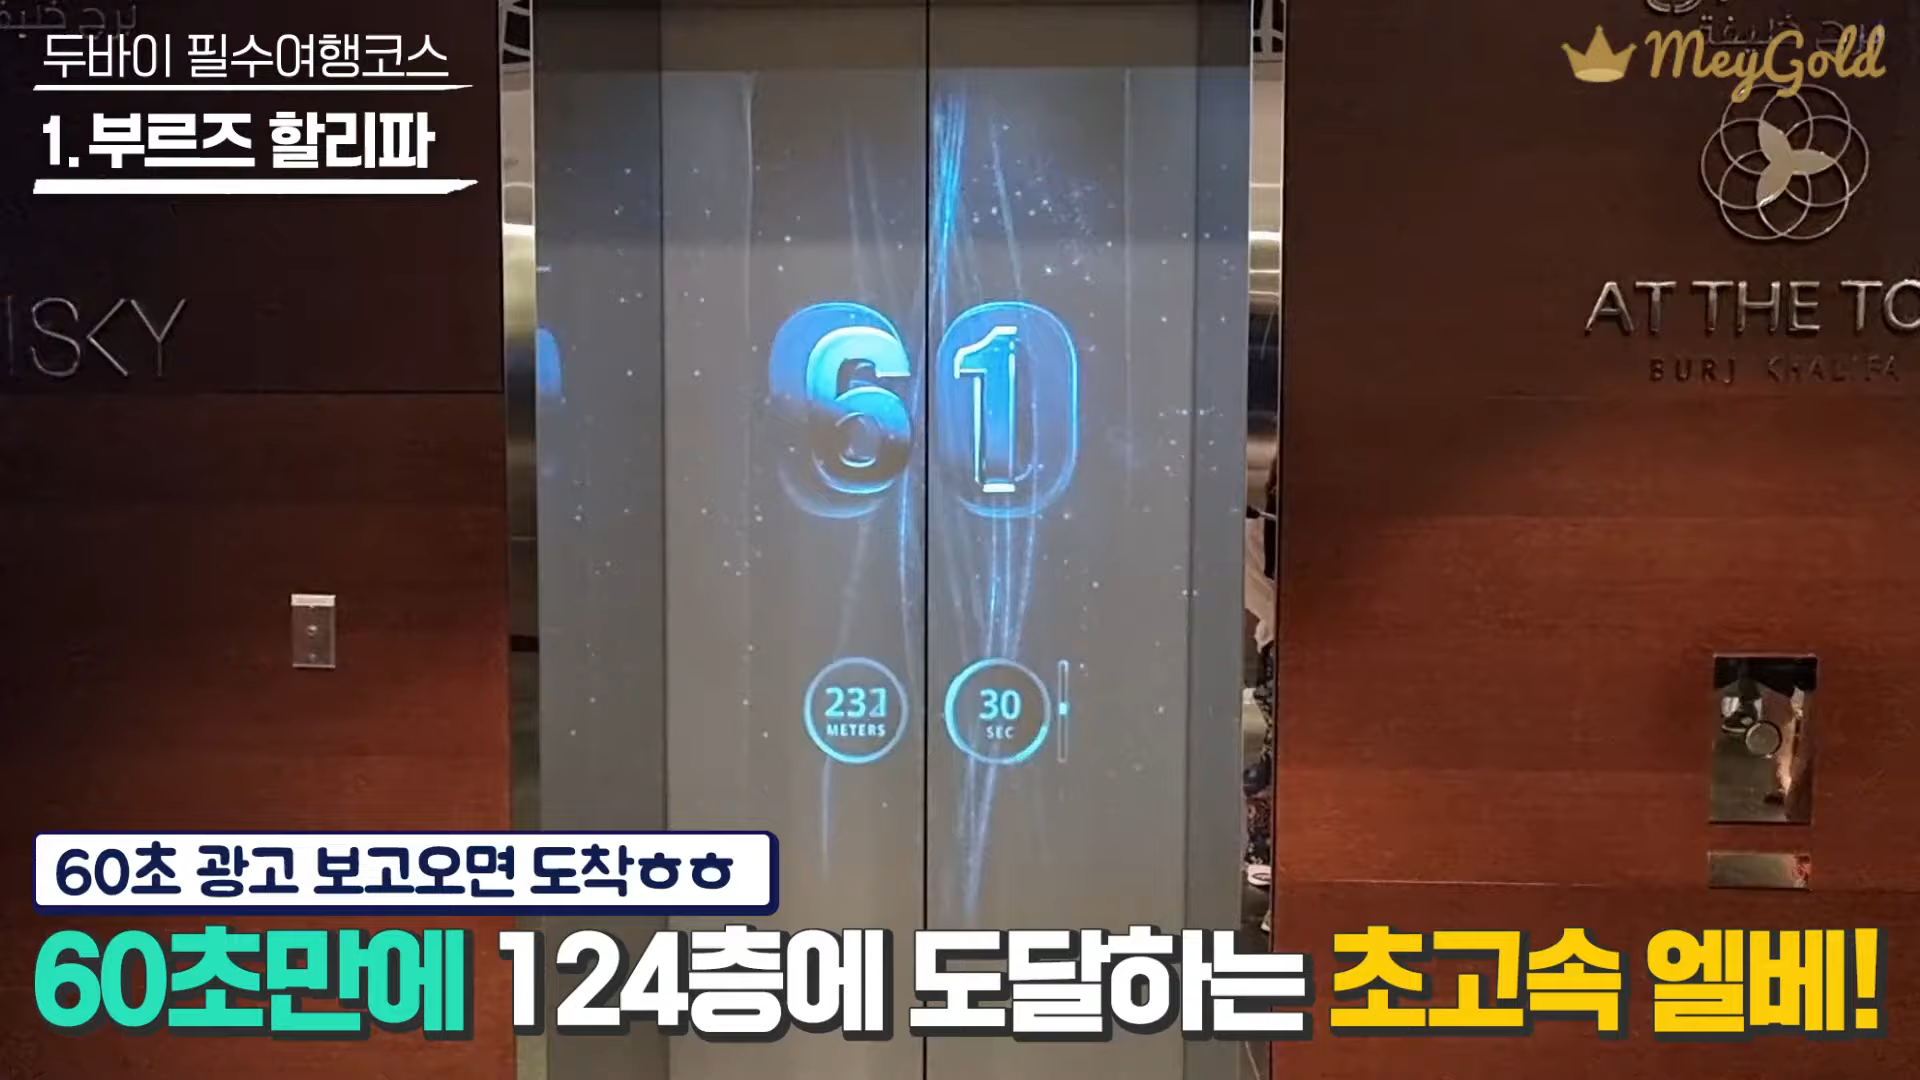 두바이 필수여행코스
1. 부르즈 할리파
MeyGold
SKY
AT THE TO
BURJ KHALIFA
61
METERS
30
SEC
60초 광고 보고오면 도착ㅎㅎ
60초만에 124층에 도달하는 초고속 엘베!